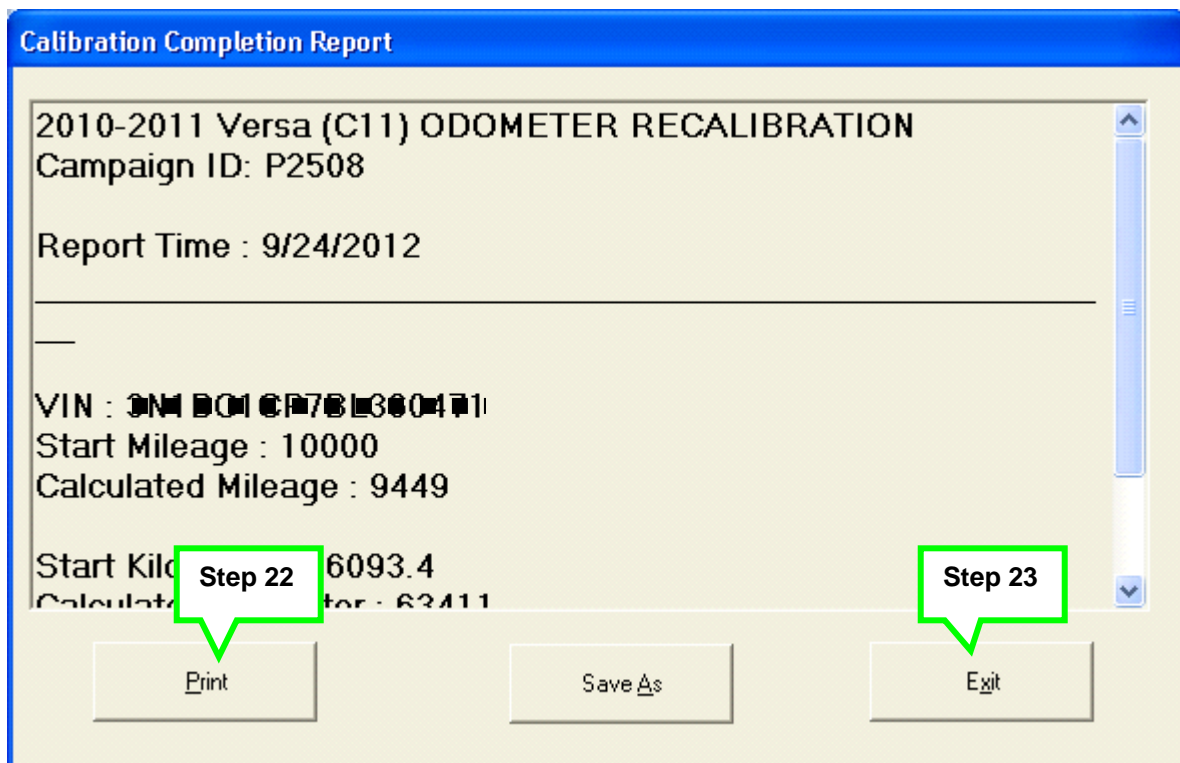 Calibration Completion Report
2010-2011 Versa (C11) ODOMETER RECALIBRATION
Campaign ID: P2508
Report Time : 9/24/2012
VIN :
Start Mileage : 10000
Calculated Mileage : 9449
Start 6093.4
: 63411
Step 22
Step 23
Print
Save As
Exit